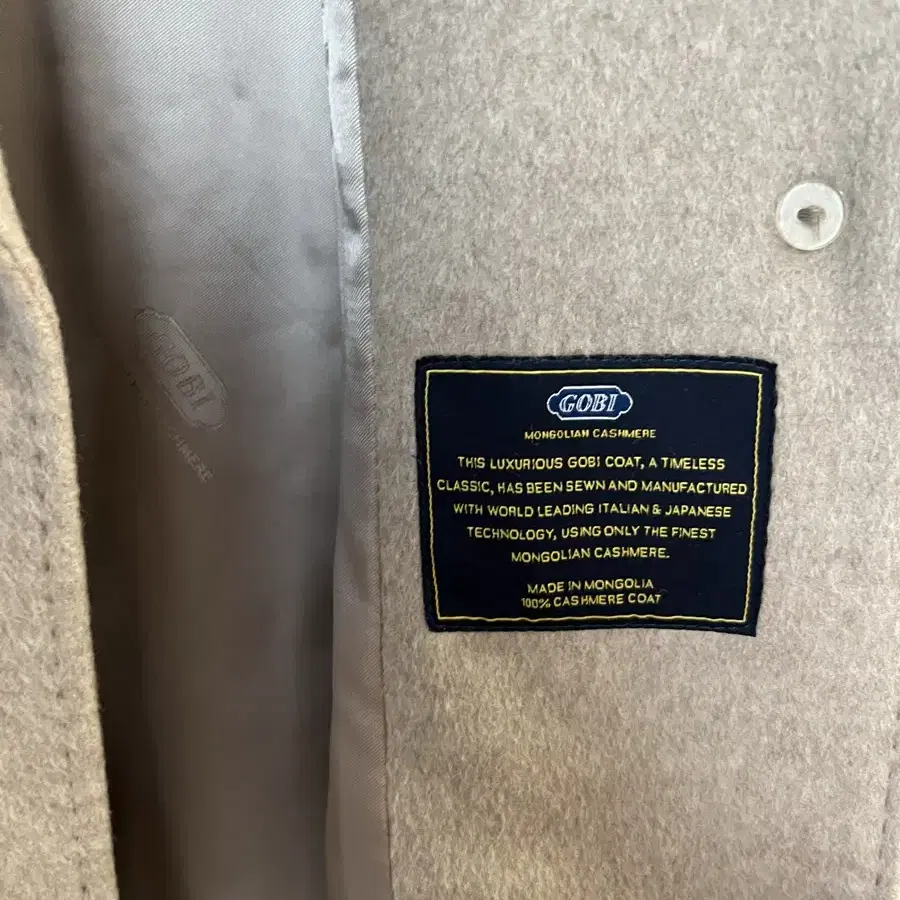 GOBI
MONGOLIAN CASHMERE
THIS LUXURIOUS GOBI COAT, A TIMELESS
CLASSIC, HAS BEEN SEWN AND MANUFACTURED
WITH WORLD LEADING ITALIAN & JAPANESE
TECHNOLOGY, USING ONLY THE FINEST
MONGOLIAN CASHMERE.
MADE IN MONGOLIA
100% CASHMERE COAT
GOBI
CASHMERE